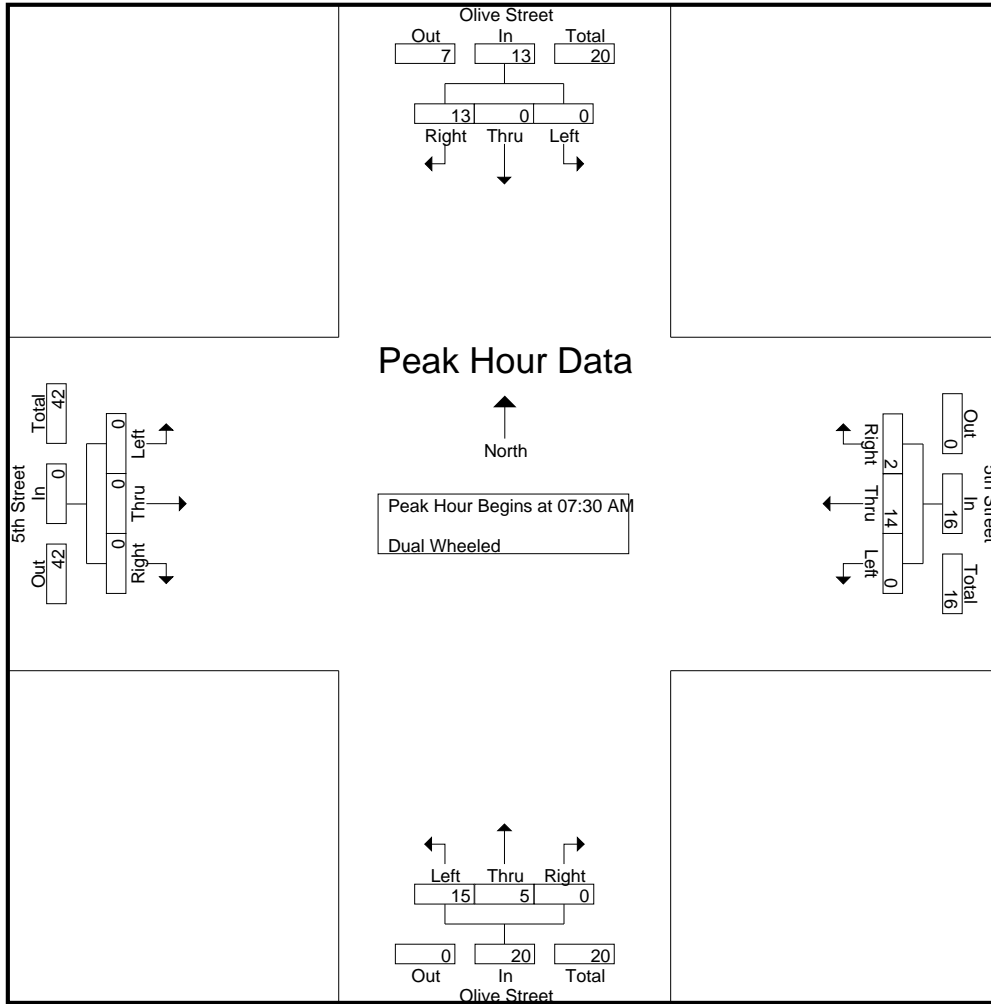 Olive Street
Out In Total
7 13 20
13 0 0
Right Thru Left
Peak Hour Data
North
Peak Hour Begins at 07:30 AM
Dual Wheeled
5th Street
Total In Out
42 0 42
0 0 0
Left Thru Right
Right Thru Left
2 14 0
Out In Total
0 16 16
5th Street
Left Thru Right
15 5 0
0 20 20
Out In Total
Olive Street